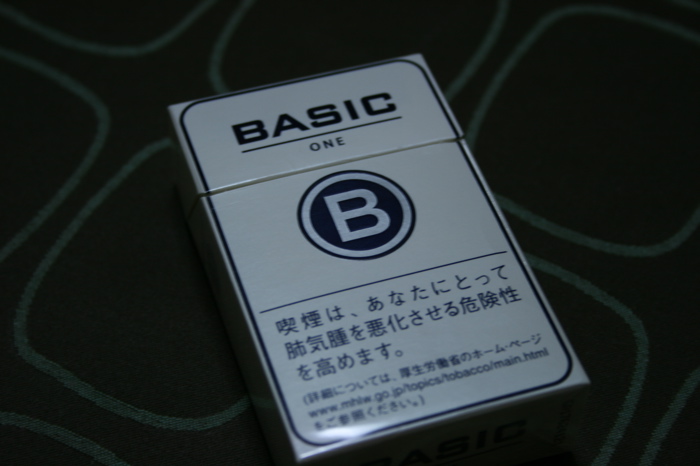 BASIC
ONE
B
喫煙は、あなたにとって
肺気腫を悪化させる危険性
を高めます。
(詳細については、厚生労働省のホーム・ページ
www.mhlw.go.jp/topics/tobacco/main.html
をご参照ください。)
BASIC